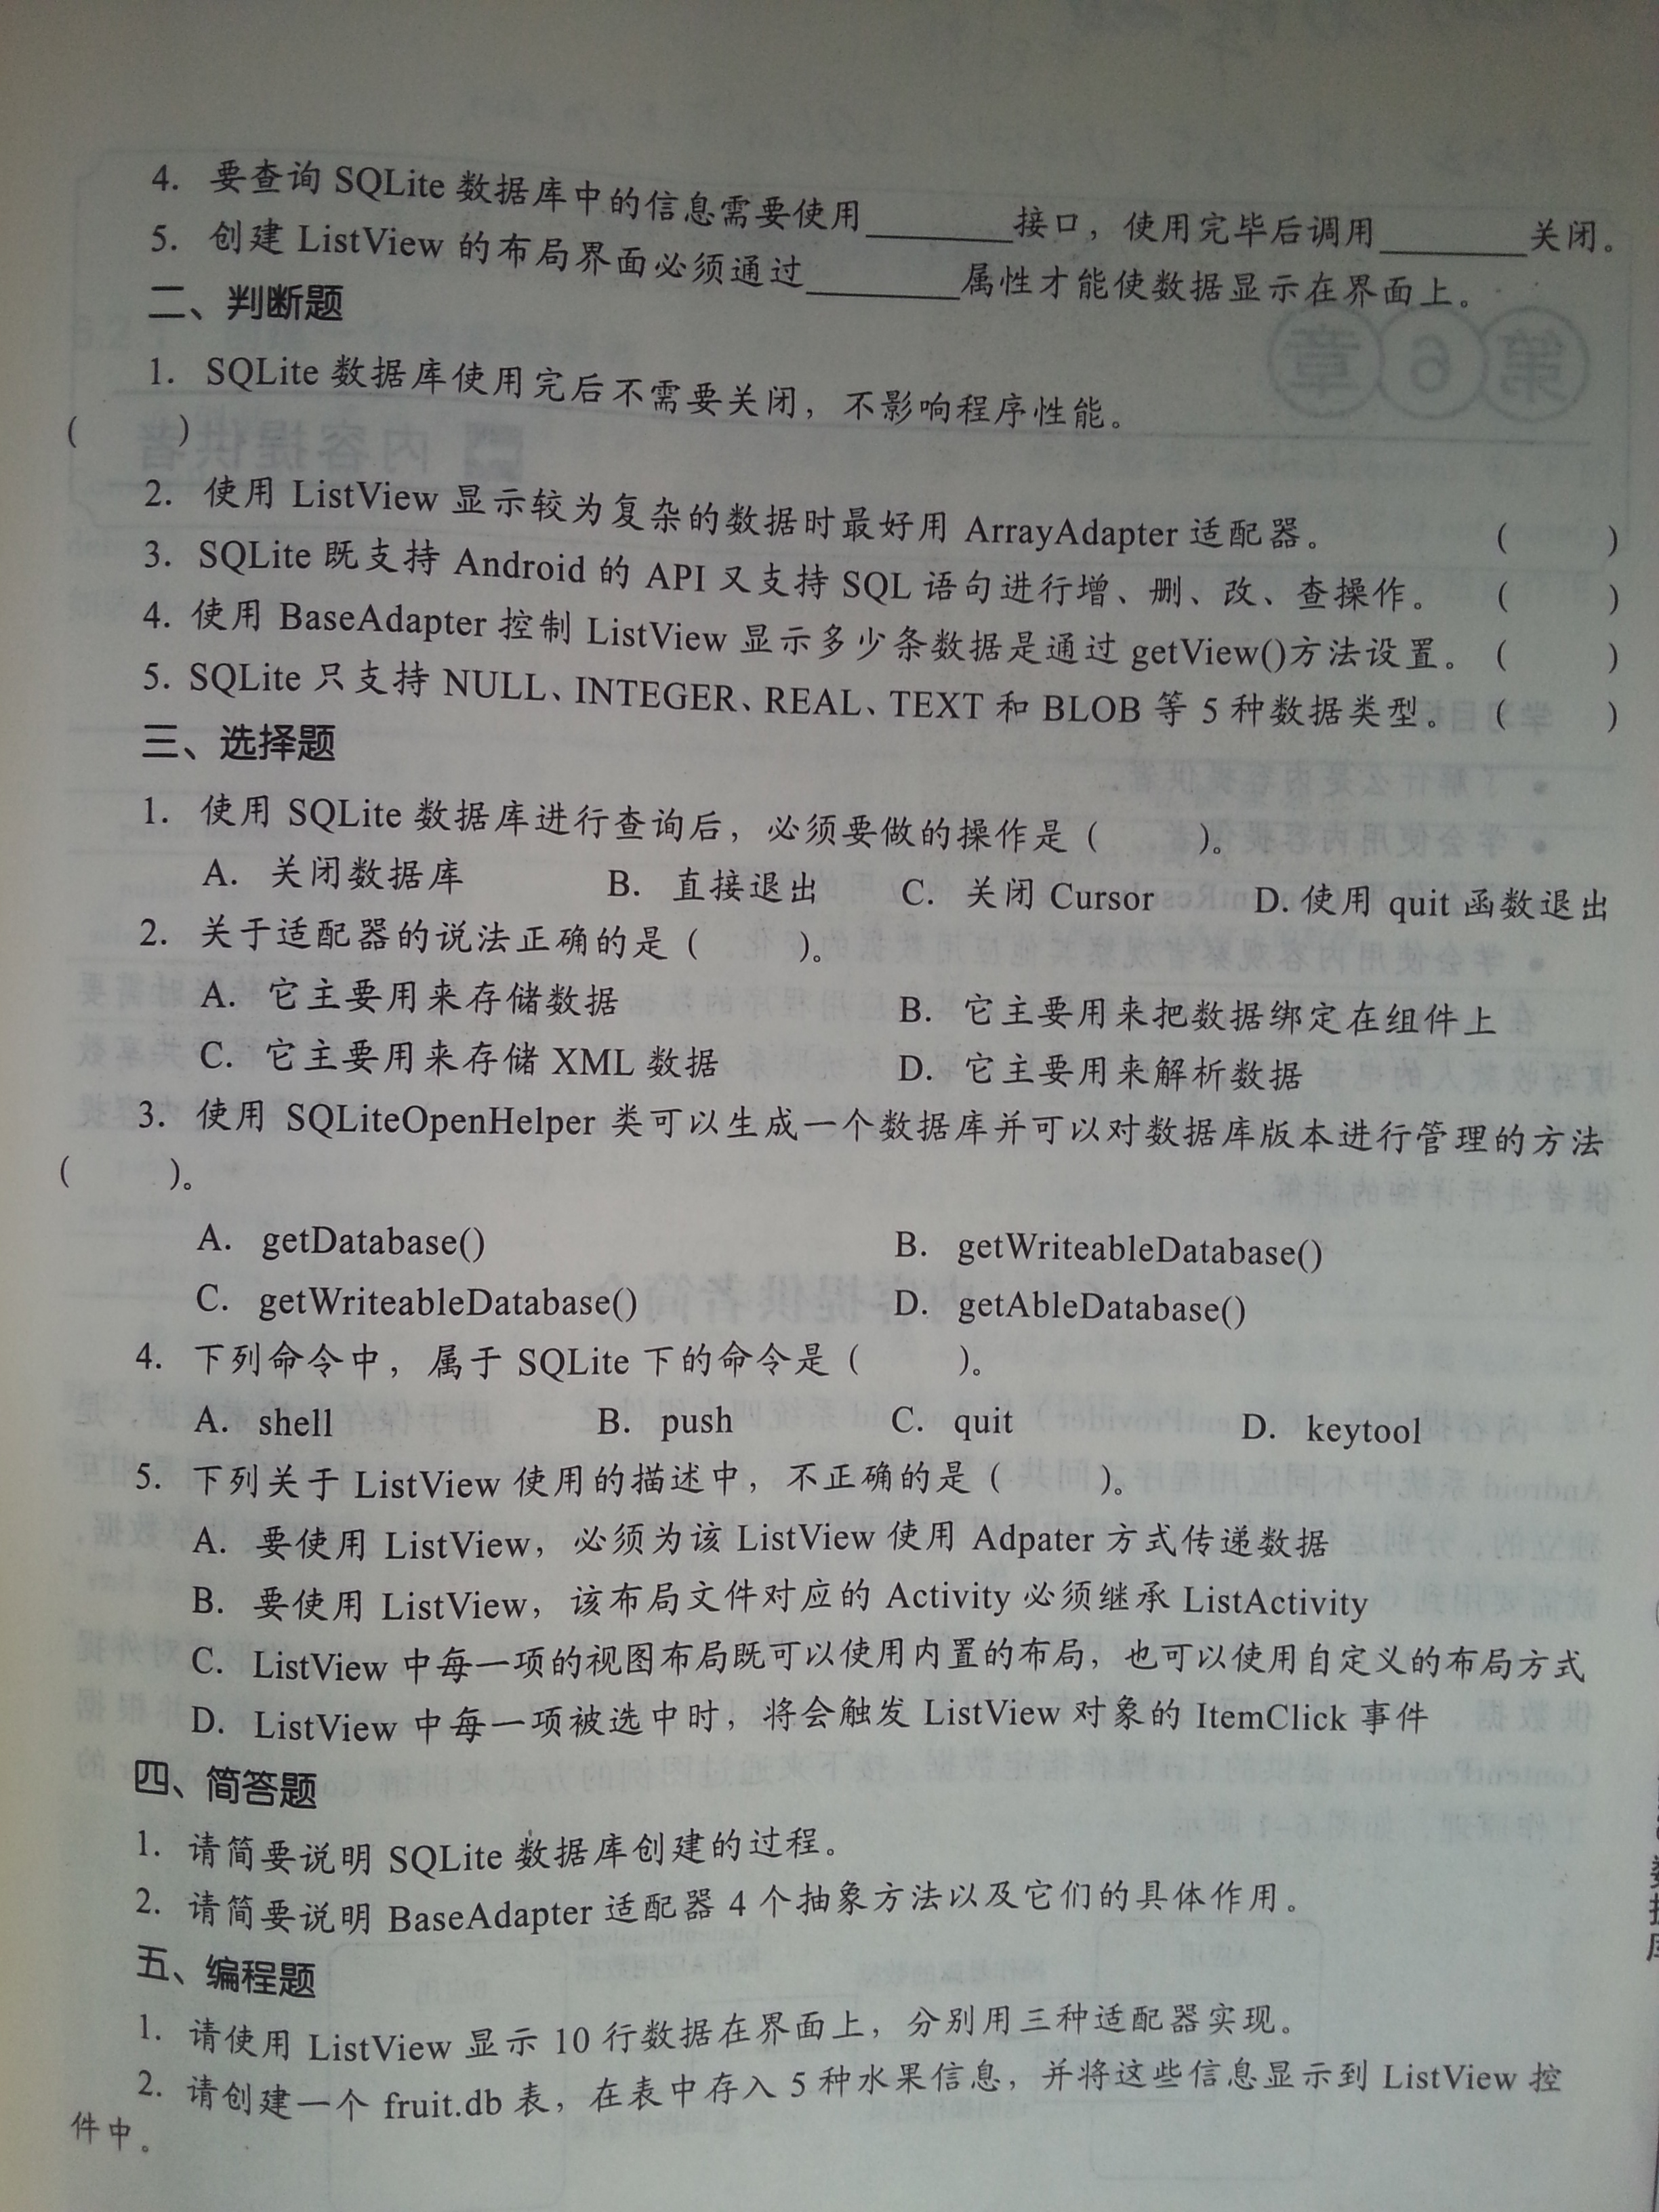 4. 要查询 SQLite 数据库中的信息需要使用________接口，使用完毕后调用________关闭。
5. 创建 ListView 的布局界面必须通过________属性才能使数据显示在界面上。
二、判断题
1. SQLite 数据库使用完后不需要关闭，不影响程序性能。
(    )
2. 使用 ListView 显示较为复杂的数据时最好用 ArrayAdapter 适配器。 (    )
3. SQLite 既支持 Android 的 API 又支持 SQL 语句进行增、删、改、查操作。 (    )
4. 使用 BaseAdapter 控制 ListView 显示多少条数据是通过 getView()方法设置。 (    )
5. SQLite 只支持 NULL、INTEGER、REAL、TEXT 和 BLOB 等 5 种数据类型。 (    )
三、选择题
1. 使用 SQLite 数据库进行查询后，必须要做的操作是（    ）。
A. 关闭数据库 B. 直接退出 C. 关闭 Cursor D. 使用 quit 函数退出
2. 关于适配器的说法正确的是（    ）。
A. 它主要用来存储数据 B. 它主要用来把数据绑定在组件上
C. 它主要用来存储 XML 数据 D. 它主要用来解析数据
3. 使用 SQLiteOpenHelper 类可以生成一个数据库并可以对数据库版本进行管理的方法
（    ）。
A. getDatabase() B. getWriteableDatabase()
C. getWriteableDatabase() D. getAbleDatabase()
4. 下列命令中，属于 SQLite 下的命令是（    ）。
A. shell B. push C. quit D. keytool
5. 下列关于 ListView 使用的描述中，不正确的是（    ）。
A. 要使用 ListView，必须为该 ListView 使用 Adpater 方式传递数据
B. 要使用 ListView，该布局文件对应的 Activity 必须继承 ListActivity
C. ListView 中每一项的视图布局既可以使用内置的布局，也可以使用自定义的布局方式
D. ListView 中每一项被选中时，将会触发 ListView 对象的 ItemClick 事件
四、简答题
1. 请简要说明 SQLite 数据库创建的过程。
2. 请简要说明 BaseAdapter 适配器 4 个抽象方法以及它们的具体作用。
五、编程题
1. 请使用 ListView 显示 10 行数据在界面上，分别用三种适配器实现。
2. 请创建一个 fruit.db 表，在表中存入 5 种水果信息，并将这些信息显示到 ListView 控
件中。